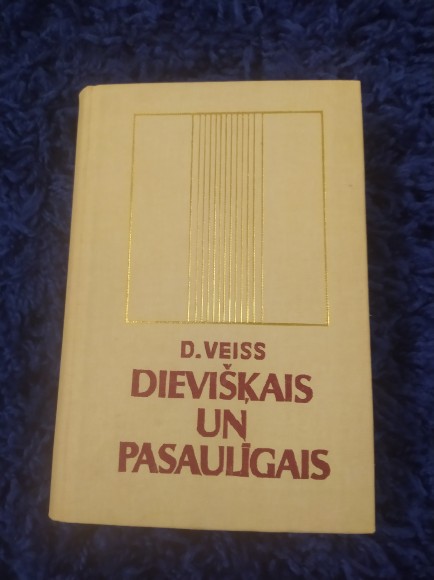 D. VEISS
DIEVIŠĶAIS
UN
PASAULĪGAIS